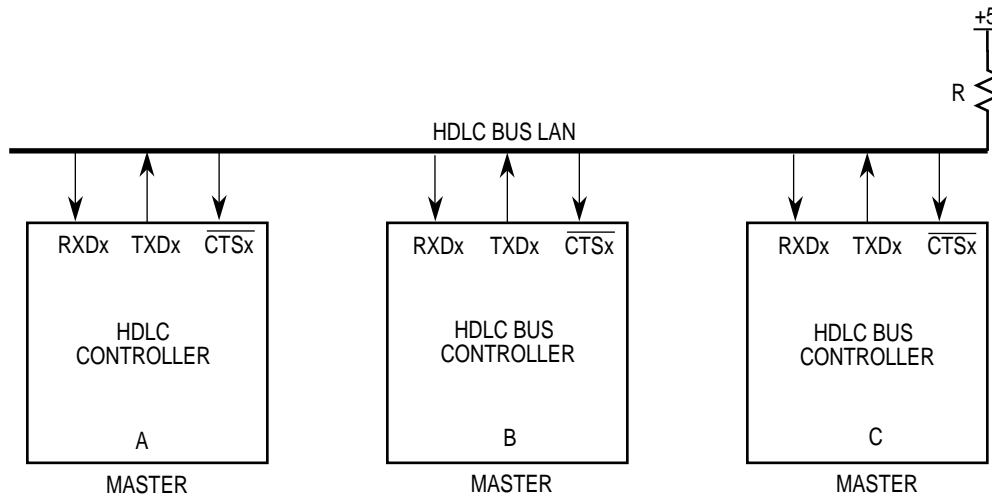 +5
R
HDLC BUS LAN
RXDx TXDx CTSx
HDLC
CONTROLLER
A
MASTER
RXDx TXDx CTSx
HDLC BUS
CONTROLLER
B
MASTER
RXDx TXDx CTSx
HDLC BUS
CONTROLLER
C
MASTER